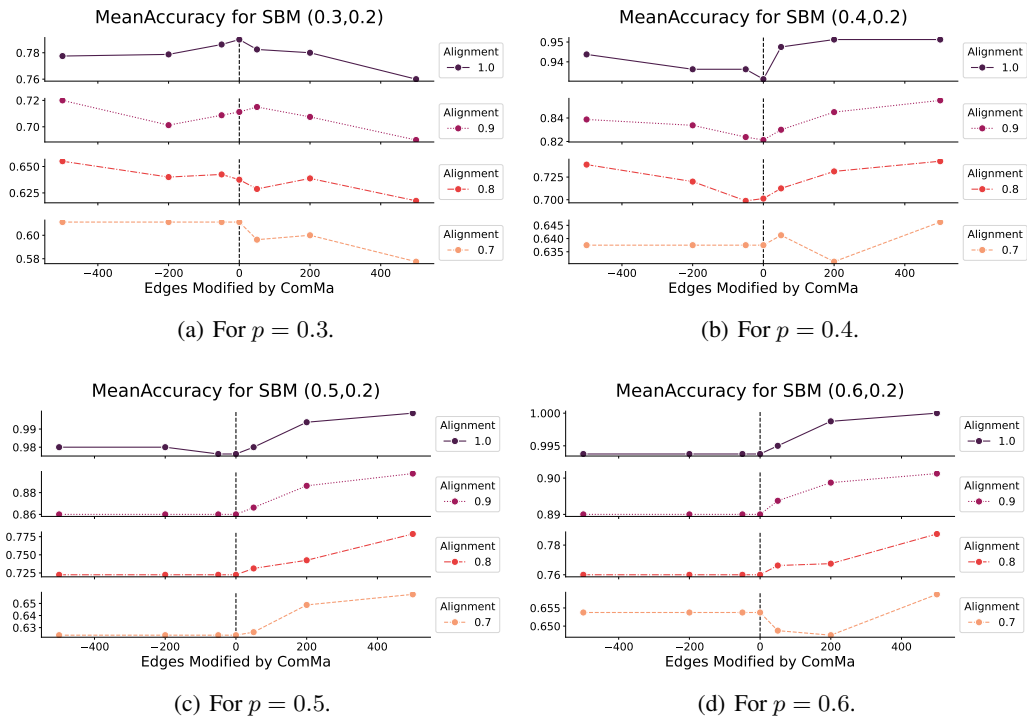 MeanAccuracy for SBM (0.3,0.2)
0.78
0.76
Alignment
1.0
0.72
0.70
Alignment
0.9
0.650
0.625
Alignment
0.8
0.60
0.58
Alignment
0.7
−400 −200 0 200 400
Edges Modified by ComMa
(a) For p = 0.3.
MeanAccuracy for SBM (0.4,0.2)
0.95
0.94
Alignment
1.0
0.84
0.82
Alignment
0.9
0.725
0.700
Alignment
0.8
0.645
0.640
0.635
Alignment
0.7
−400 −200 0 200 400
Edges Modified by ComMa
(b) For p = 0.4.
MeanAccuracy for SBM (0.5,0.2)
0.99
0.98
Alignment
1.0
0.88
0.86
Alignment
0.9
0.775
0.750
0.725
Alignment
0.8
0.65
0.64
0.63
Alignment
0.7
−400 −200 0 200 400
Edges Modified by ComMa
(c) For p = 0.5.
MeanAccuracy for SBM (0.6,0.2)
1.000
0.995
Alignment
1.0
0.90
0.89
Alignment
0.9
0.78
0.76
Alignment
0.8
0.655
0.650
Alignment
0.7
−400 −200 0 200 400
Edges Modified by ComMa
(d) For p = 0.6.